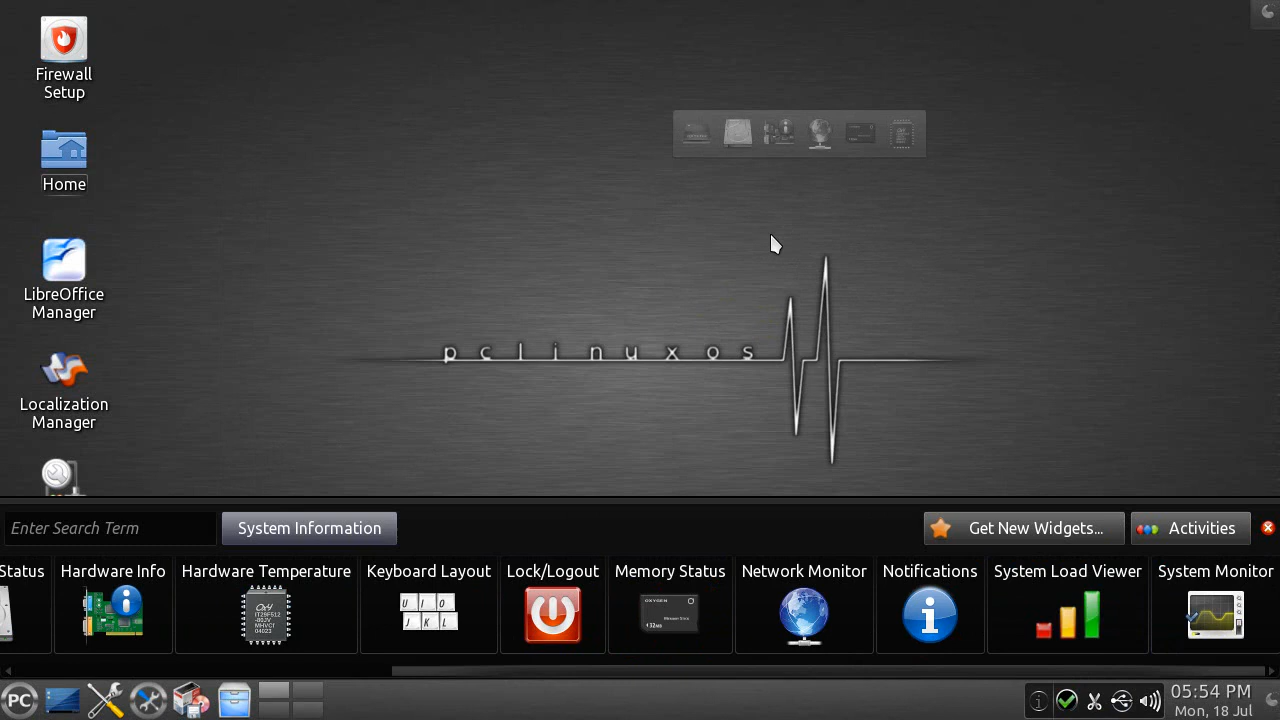 Firewall
Setup
Home
LibreOffice
Manager
Localization
Manager
pclinuxos
Enter Search Term
System Information
Get New Widgets...
Activities
Status
Hardware Info
Hardware Temperature
Keyboard Layout
Lock/Logout
Memory Status
Network Monitor
Notifications
System Load Viewer
System Monitor
U I O
J K L
OXYGEN
PC
05:54 PM
Mon, 18 Jul